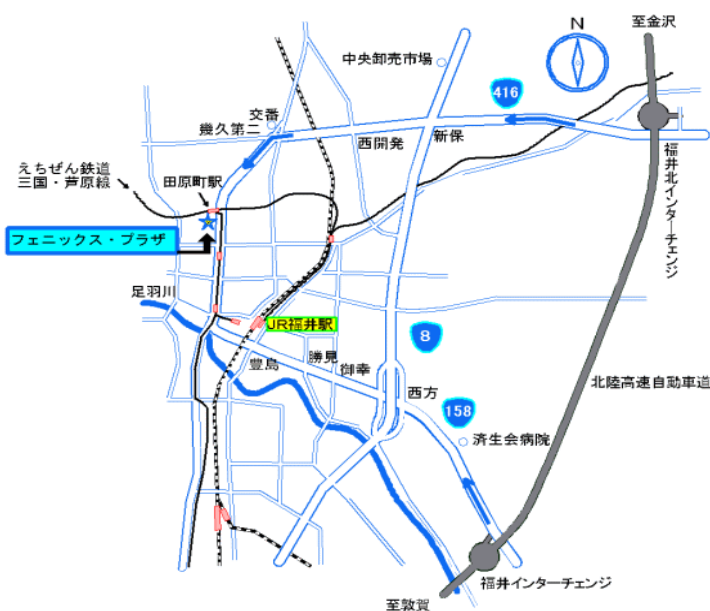 N
至金沢
中央卸売市場
416
交番
幾久第二
西開発
新保
えちぜん鉄道
三国・芦原線
田原町駅
福井北インターチェンジ
フェニックス・プラザ
足羽川
JR福井駅
8
豊島
勝見
御幸
西方
北陸高速自動車道
158
済生会病院
福井インターチェンジ
至敦賀